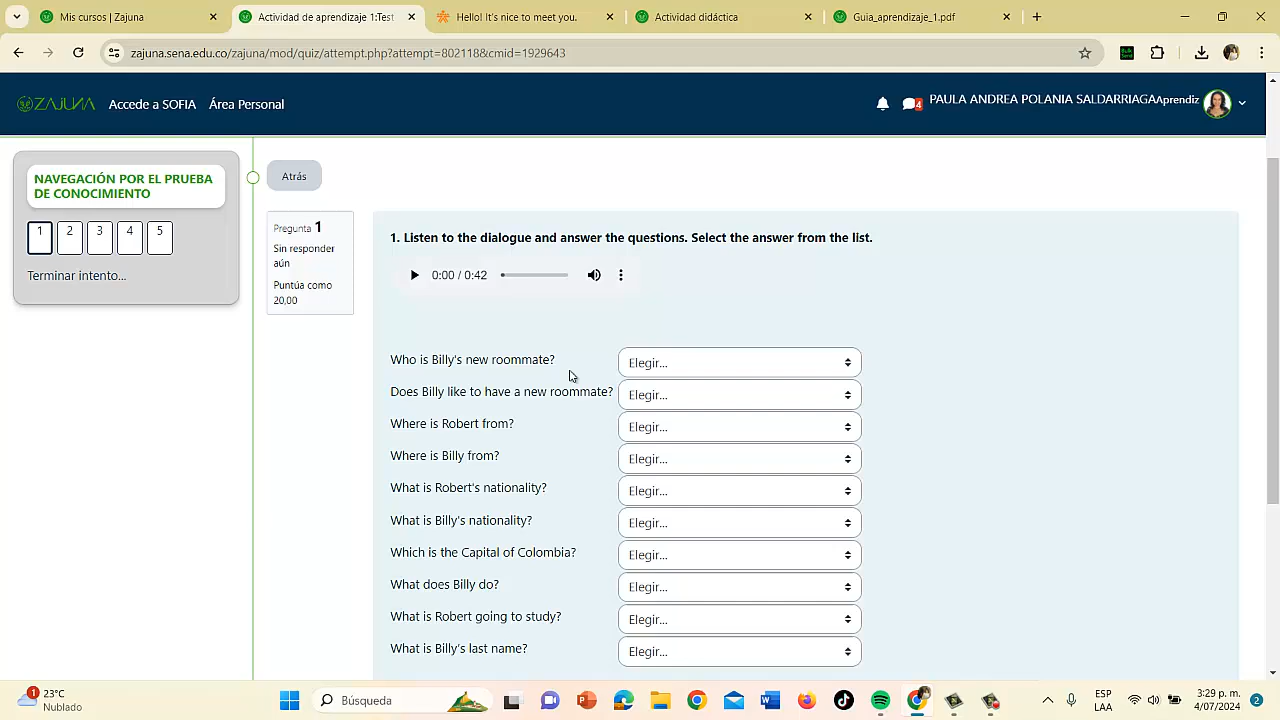 Mis cursos | Zajuna
Actividad de aprendizaje 1:Test
Hello! It's nice to meet you.
Actividad didáctica
Guia_aprendizaje_1.pdf
zajuna.sena.edu.co/zajuna/mod/quiz/attempt.php?attempt=802118&cmid=1929643
Bulk
Send
ZAJUNA
Accede a SOFIA
Área Personal
4
PAULA ANDREA POLANIA SALDARRIAGAAprendiz
NAVEGACIÓN POR EL PRUEBA
DE CONOCIMIENTO
1 2 3 4 5
Terminar intento...
Atrás
Pregunta 1
Sin responder
aún
Puntúa como
20,00
1. Listen to the dialogue and answer the questions. Select the answer from the list.
0:00 / 0:42
Who is Billy's new roommate? Elegir...
Does Billy like to have a new roommate? Elegir...
Where is Robert from? Elegir...
Where is Billy from? Elegir...
What is Robert's nationality? Elegir...
What is Billy's nationality? Elegir...
Which is the Capital of Colombia? Elegir...
What does Billy do? Elegir...
What is Robert going to study? Elegir...
What is Billy's last name? Elegir...
1
23°C
Nublado
Búsqueda
ESP
LAA
3:29 p. m.
4/07/2024
2